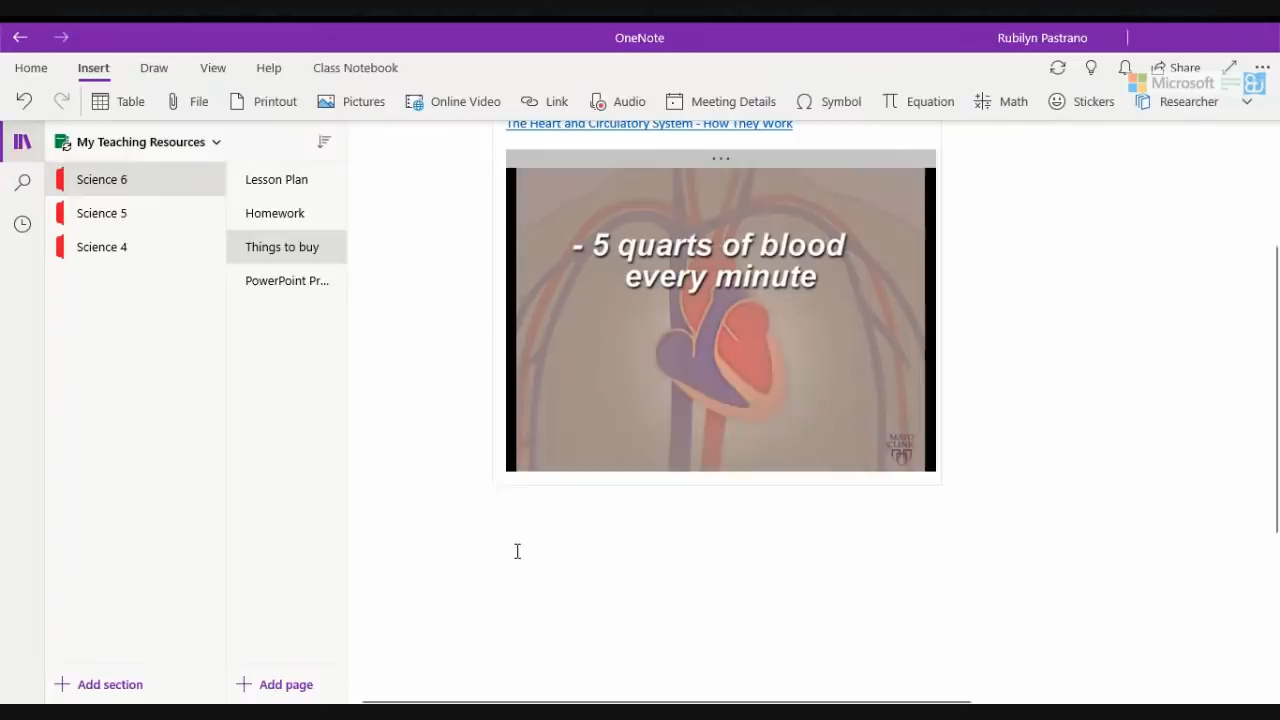 OneNote
Rubilyn Pastrano
Home
Insert
Draw
View
Help
Class Notebook
Share
Microsoft
Table
File
Printout
Pictures
Online Video
Link
Audio
Meeting Details
Symbol
Equation
Math
Stickers
Researcher
My Teaching Resources
The Heart and Circulatory System - How They Work
Science 6
Science 5
Science 4
Lesson Plan
Homework
Things to buy
PowerPoint Pr...
- 5 quarts of blood
every minute
MAYO
CLINIC
Add section
Add page